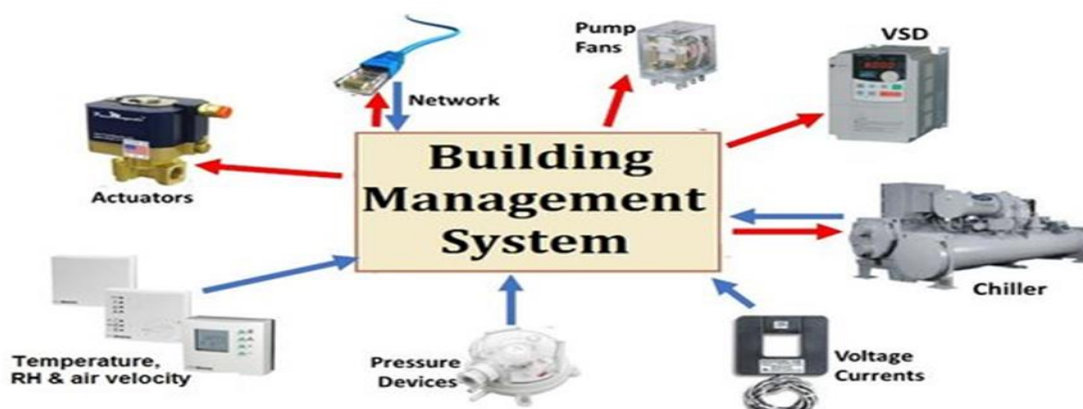 Pump
Fans
VSD
Network
Building
Management
System
Actuators
Chiller
Temperature,
RH & air velocity
Pressure
Devices
Voltage
Currents